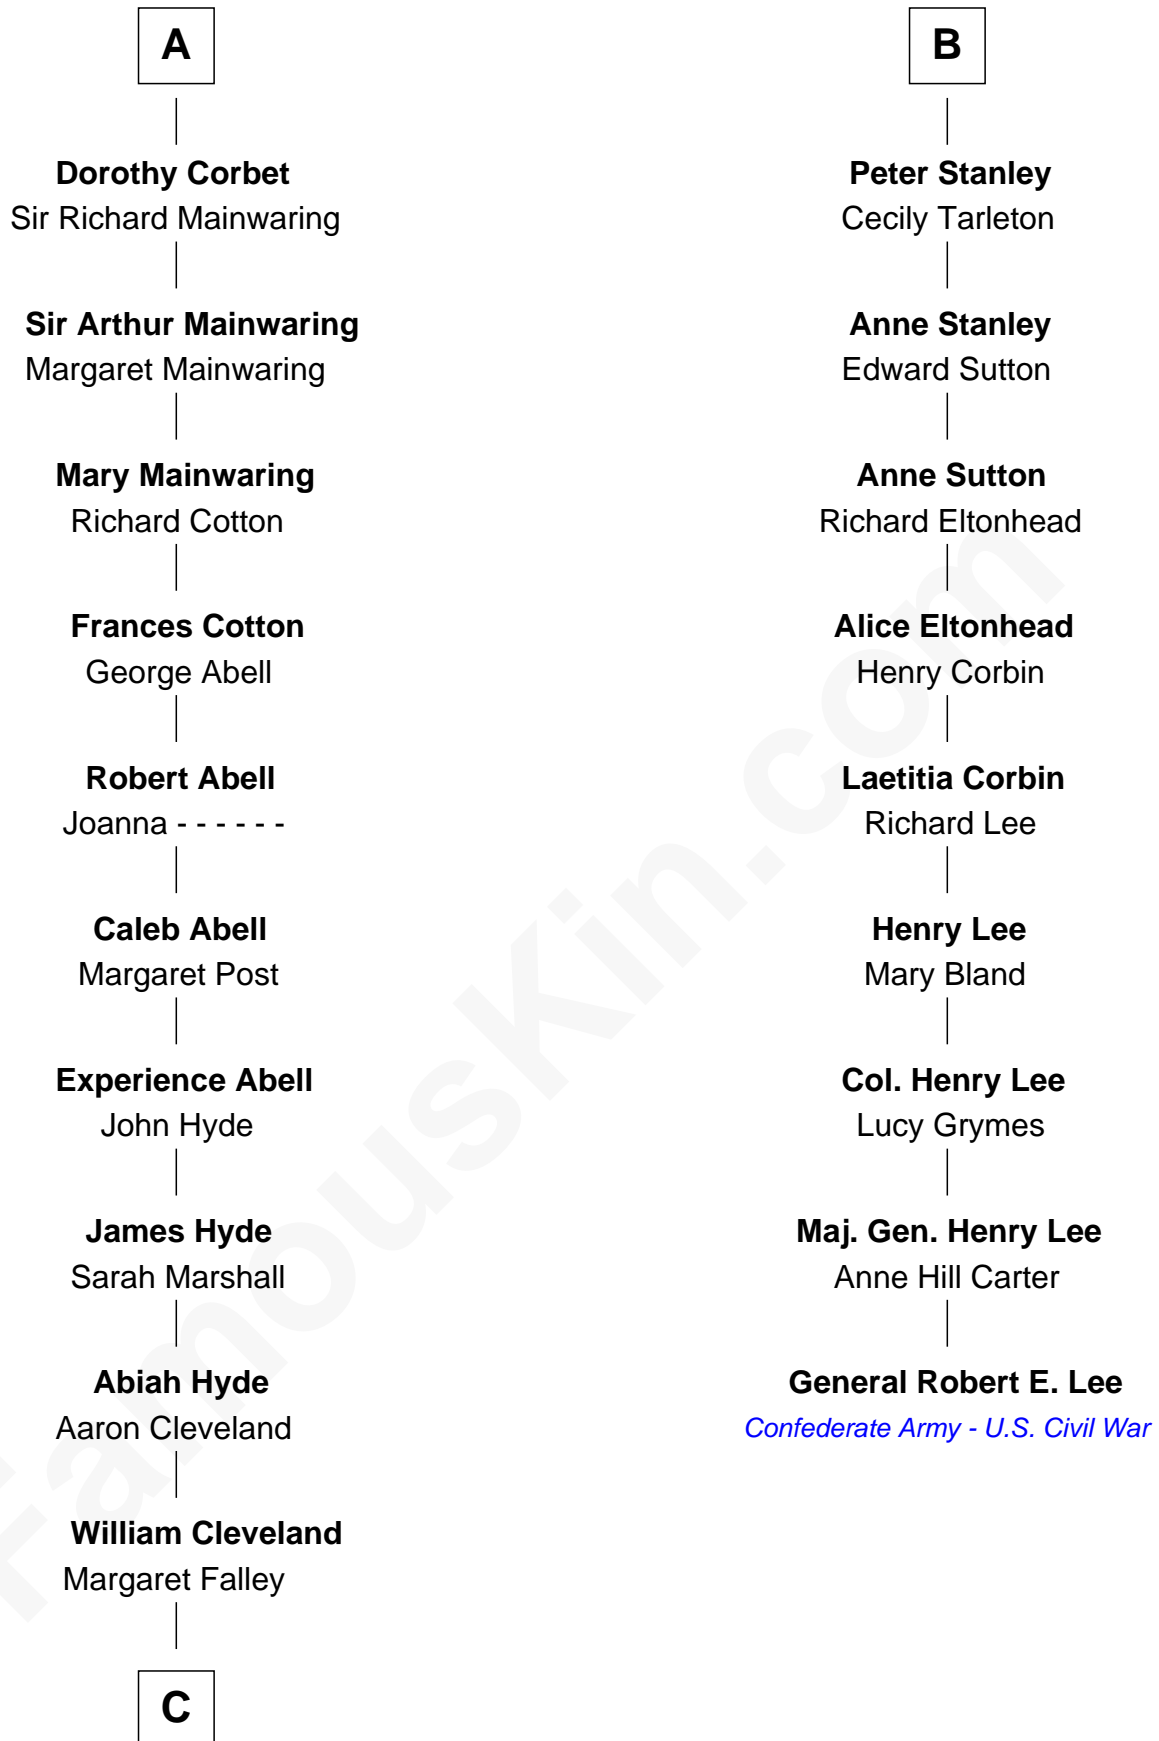 A
Dorothy Corbet
Sir Richard Mainwaring
Sir Arthur Mainwaring
Margaret Mainwaring
Mary Mainwaring
Richard Cotton
Frances Cotton
George Abell
Robert Abell
Joanna - - - - - -
Caleb Abell
Margaret Post
Experience Abell
John Hyde
James Hyde
Sarah Marshall
Abiah Hyde
Aaron Cleveland
William Cleveland
Margaret Falley
C
B
Peter Stanley
Cecily Tarleton
Anne Stanley
Edward Sutton
Anne Sutton
Richard Eltonhead
Alice Eltonhead
Henry Corbin
Laetitia Corbin
Richard Lee
Henry Lee
Mary Bland
Col. Henry Lee
Lucy Grymes
Maj. Gen. Henry Lee
Anne Hill Carter
General Robert E. Lee
Confederate Army - U.S. Civil War
FamousKin.com